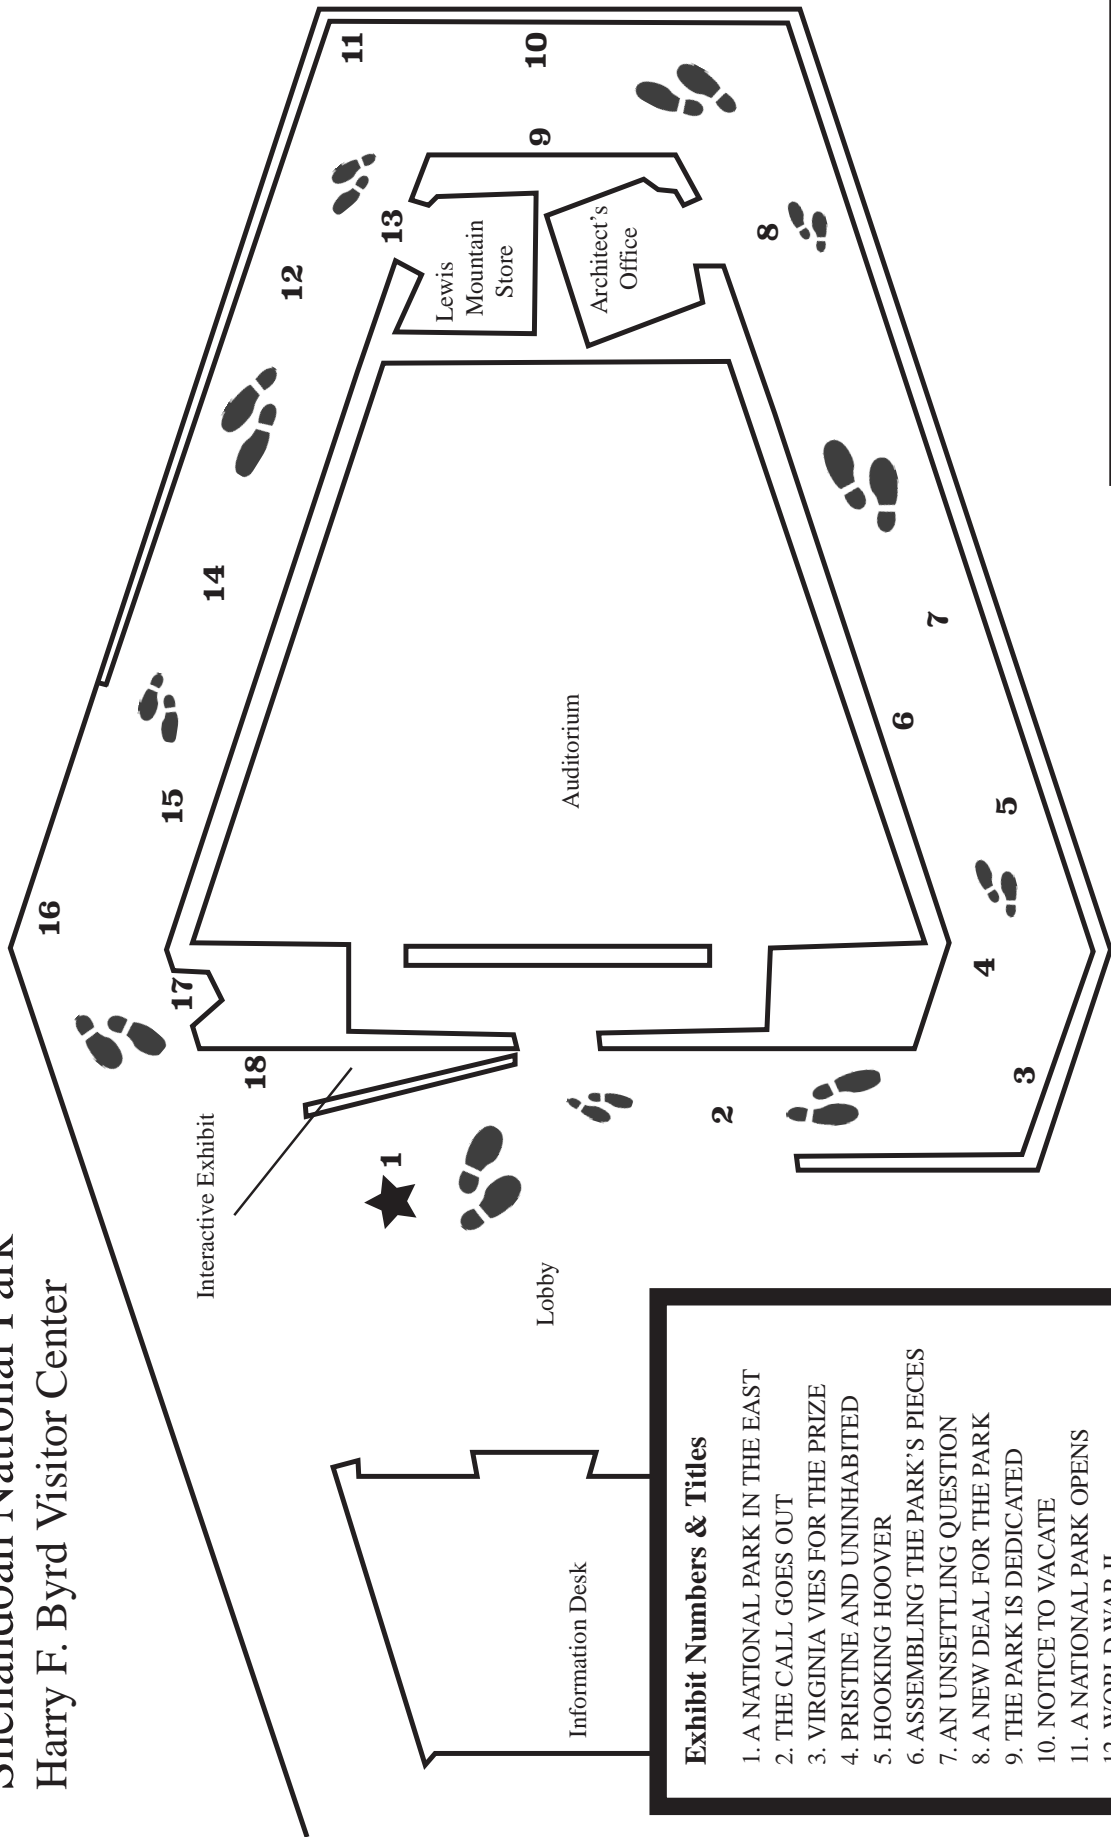 Shenandoah National Park
Harry F. Byrd Visitor Center
Interactive Exhibit
Lobby
Information Desk
Auditorium
Lewis
Mountain
Store
Architect's
Office
1
2
3
4
5
6
7
8
9
10
11
12
13
14
15
16
17
18
Exhibit Numbers & Titles
1. A NATIONAL PARK IN THE EAST
2. THE CALL GOES OUT
3. VIRGINIA VIES FOR THE PRIZE
4. PRISTINE AND UNINHABITED
5. HOOKING HOOVER
6. ASSEMBLING THE PARK'S PIECES
7. AN UNSETTLING QUESTION
8. A NEW DEAL FOR THE PARK
9. THE PARK IS DEDICATED
10. NOTICE TO VACATE
11. A NATIONAL PARK OPENS
12. WORLD WAR II